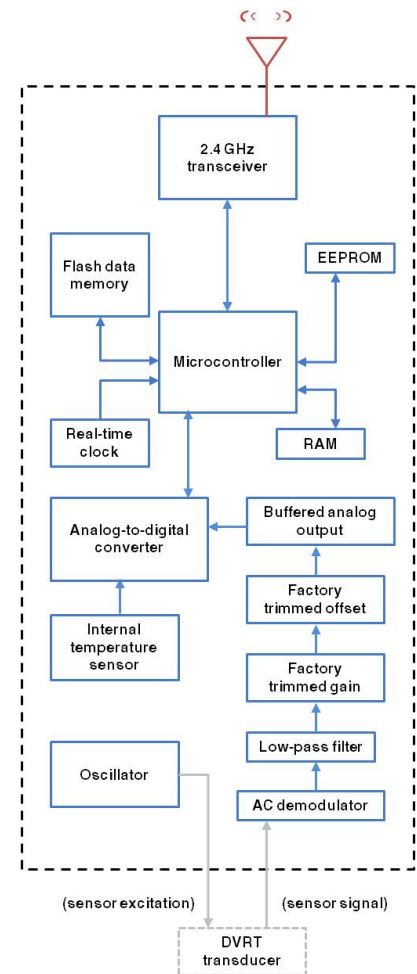 2.4 GHz
transceiver
Flash data
memory
EEPROM
Microcontroller
Real-time
clock
RAM
Analog-to-digital
converter
Buffered analog
output
Internal
temperature
sensor
Factory
trimmed offset
Factory
trimmed gain
Oscillator
Low-pass filter
AC demodulator
(sensor excitation)
(sensor signal)
DVRT
transducer